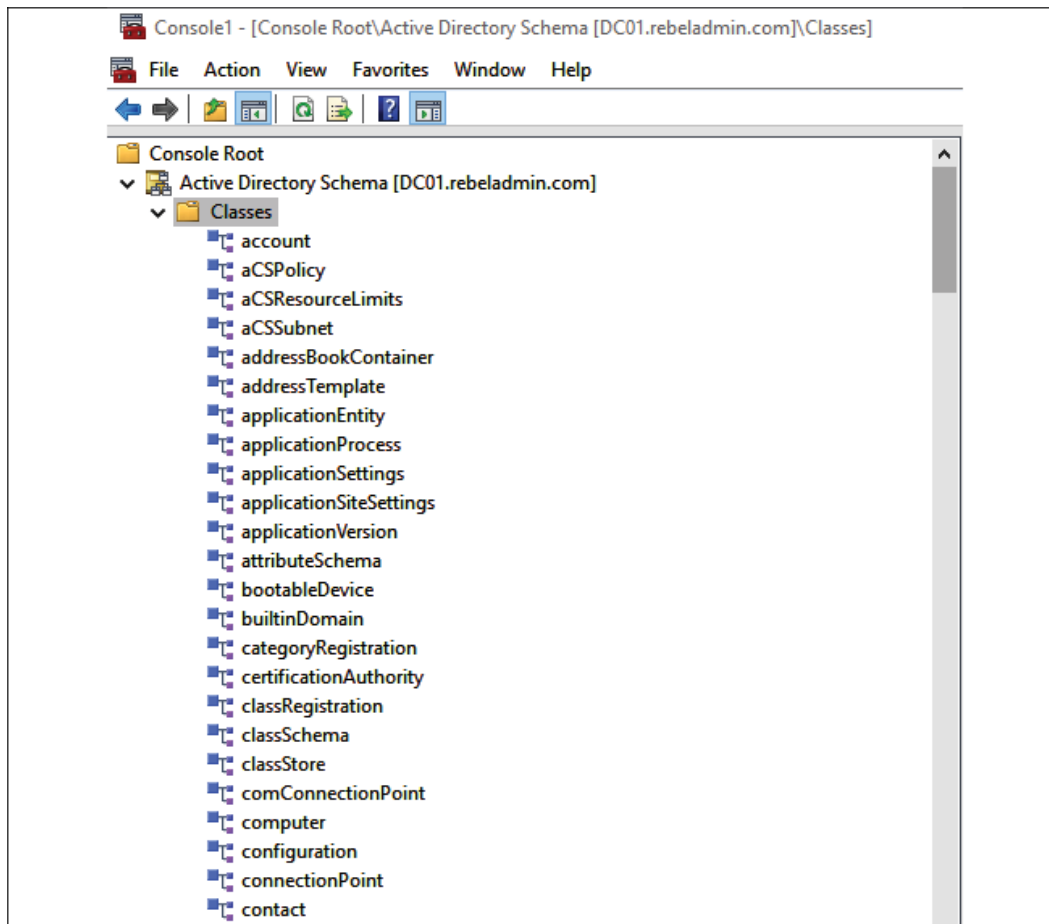 Console1 - [Console Root\Active Directory Schema [DC01.rebeladmin.com]\Classes]
File Action View Favorites Window Help
Console Root
Active Directory Schema [DC01.rebeladmin.com]
Classes
account
aCSPolicy
aCSResourceLimits
aCSSubnet
addressBookContainer
addressTemplate
applicationEntity
applicationProcess
applicationSettings
applicationSiteSettings
applicationVersion
attributeSchema
bootableDevice
builtinDomain
categoryRegistration
certificationAuthority
classRegistration
classSchema
classStore
comConnectionPoint
computer
configuration
connectionPoint
contact